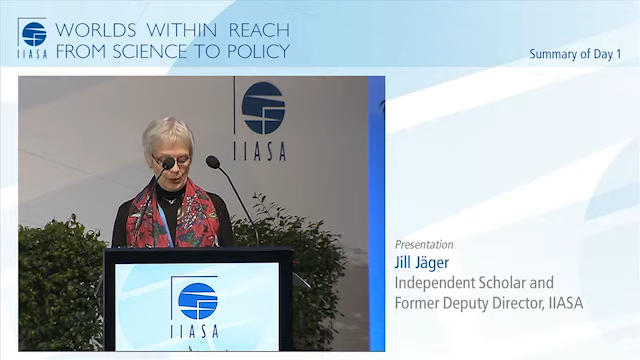 IIASA
WORLDS WITHIN REACH
FROM SCIENCE TO POLICY
Summary of Day 1
IIASA
IIASA
Presentation
Jill Jäger
Independent Scholar and
Former Deputy Director, IIASA